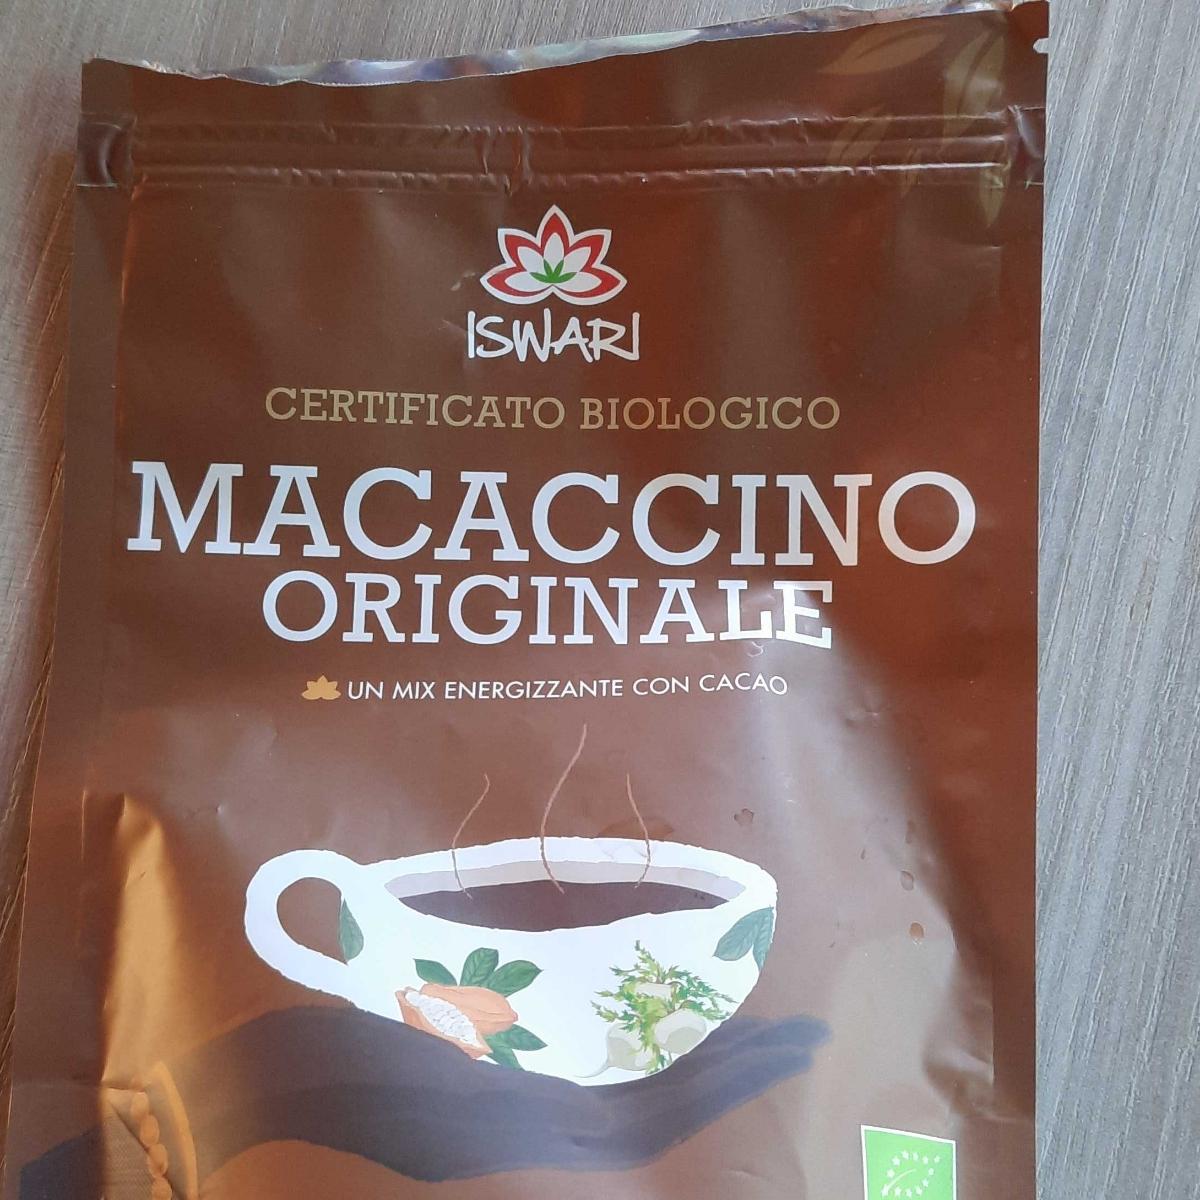 ISWARI
CERTIFICATO BIOLOGICO
MACACCINO
ORIGINALE
UN MIX ENERGIZZANTE CON CACAO